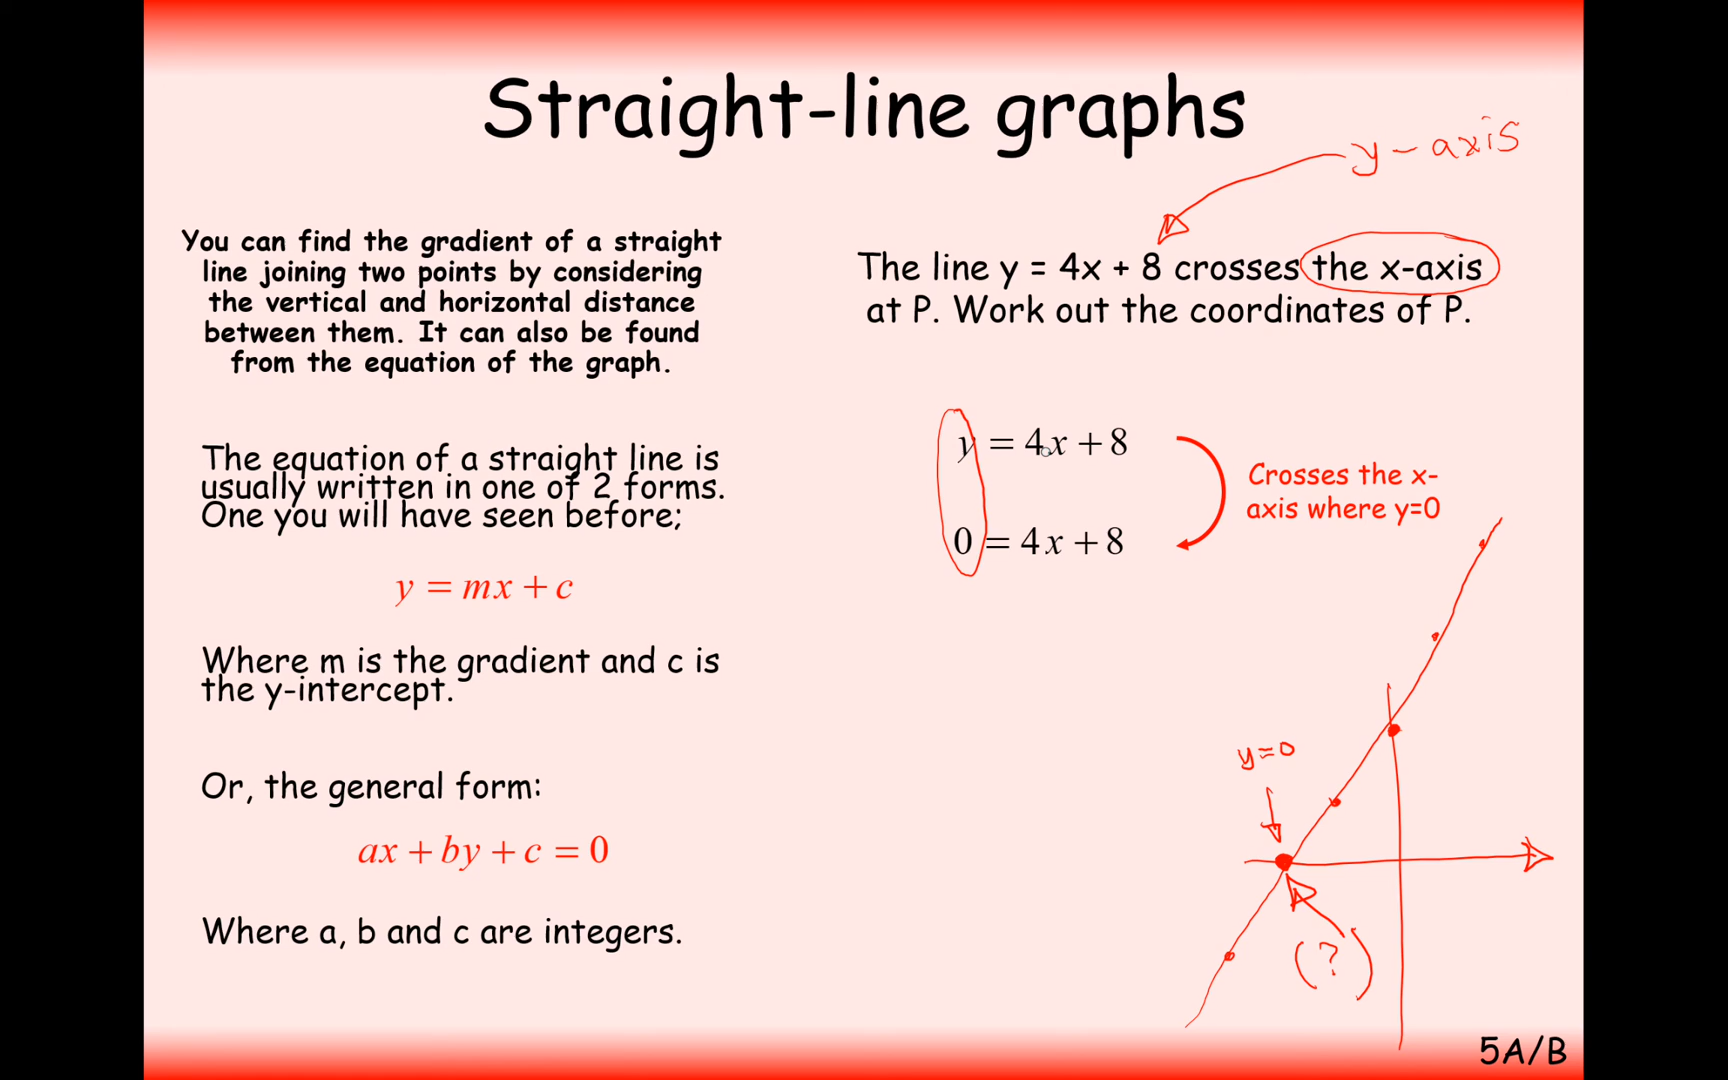 Straight-line graphs
y - axis
You can find the gradient of a straight
line joining two points by considering
the vertical and horizontal distance
between them. It can also be found
from the equation of the graph.
The equation of a straight line is
usually written in one of 2 forms.
One you will have seen before;
y = mx + c
Where m is the gradient and c is
the y-intercept.
Or, the general form:
ax + by + c = 0
Where a, b and c are integers.
The line y = 4x + 8 crosses the x-axis
at P. Work out the coordinates of P.
y = 4x + 8
0 = 4x + 8
Crosses the x-
axis where y=0
y=0
(?)
5A/B